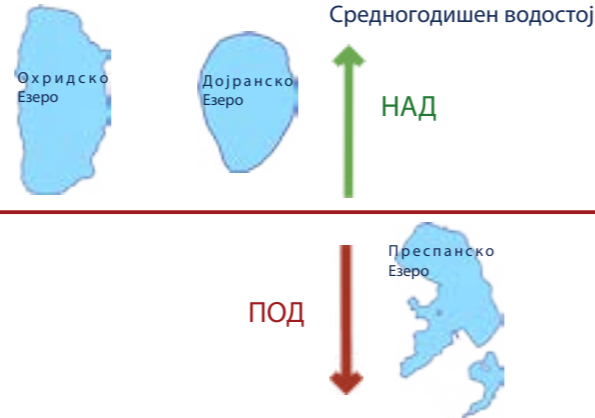 Средногодишен водостој
Охридско
Езеро
Дојранско
Езеро
НАД
Преспанско
Езеро
ПОД